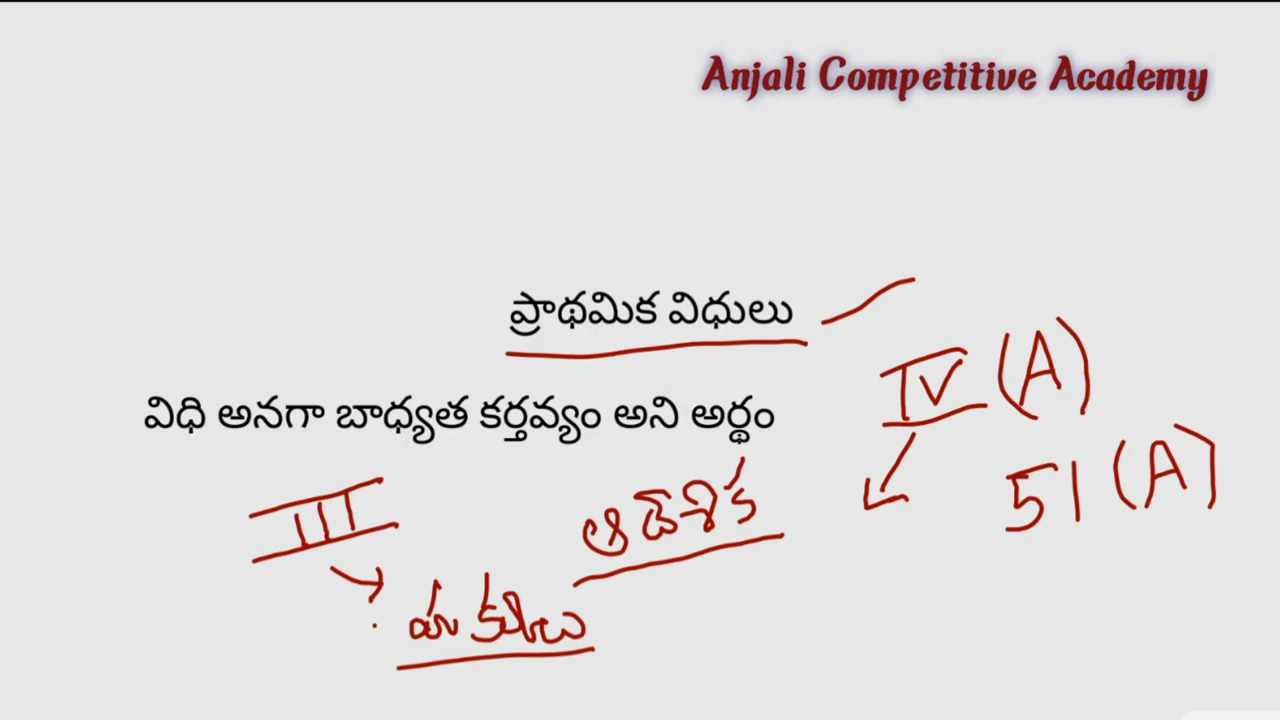 Anjali Competitive Academy
ప్రాథమిక విధులు
IV (A)
విధి అనగా బాధ్యత కర్తవ్యం అని అర్థం
51 (A)
III
ఆదేశిక
హక్కులు